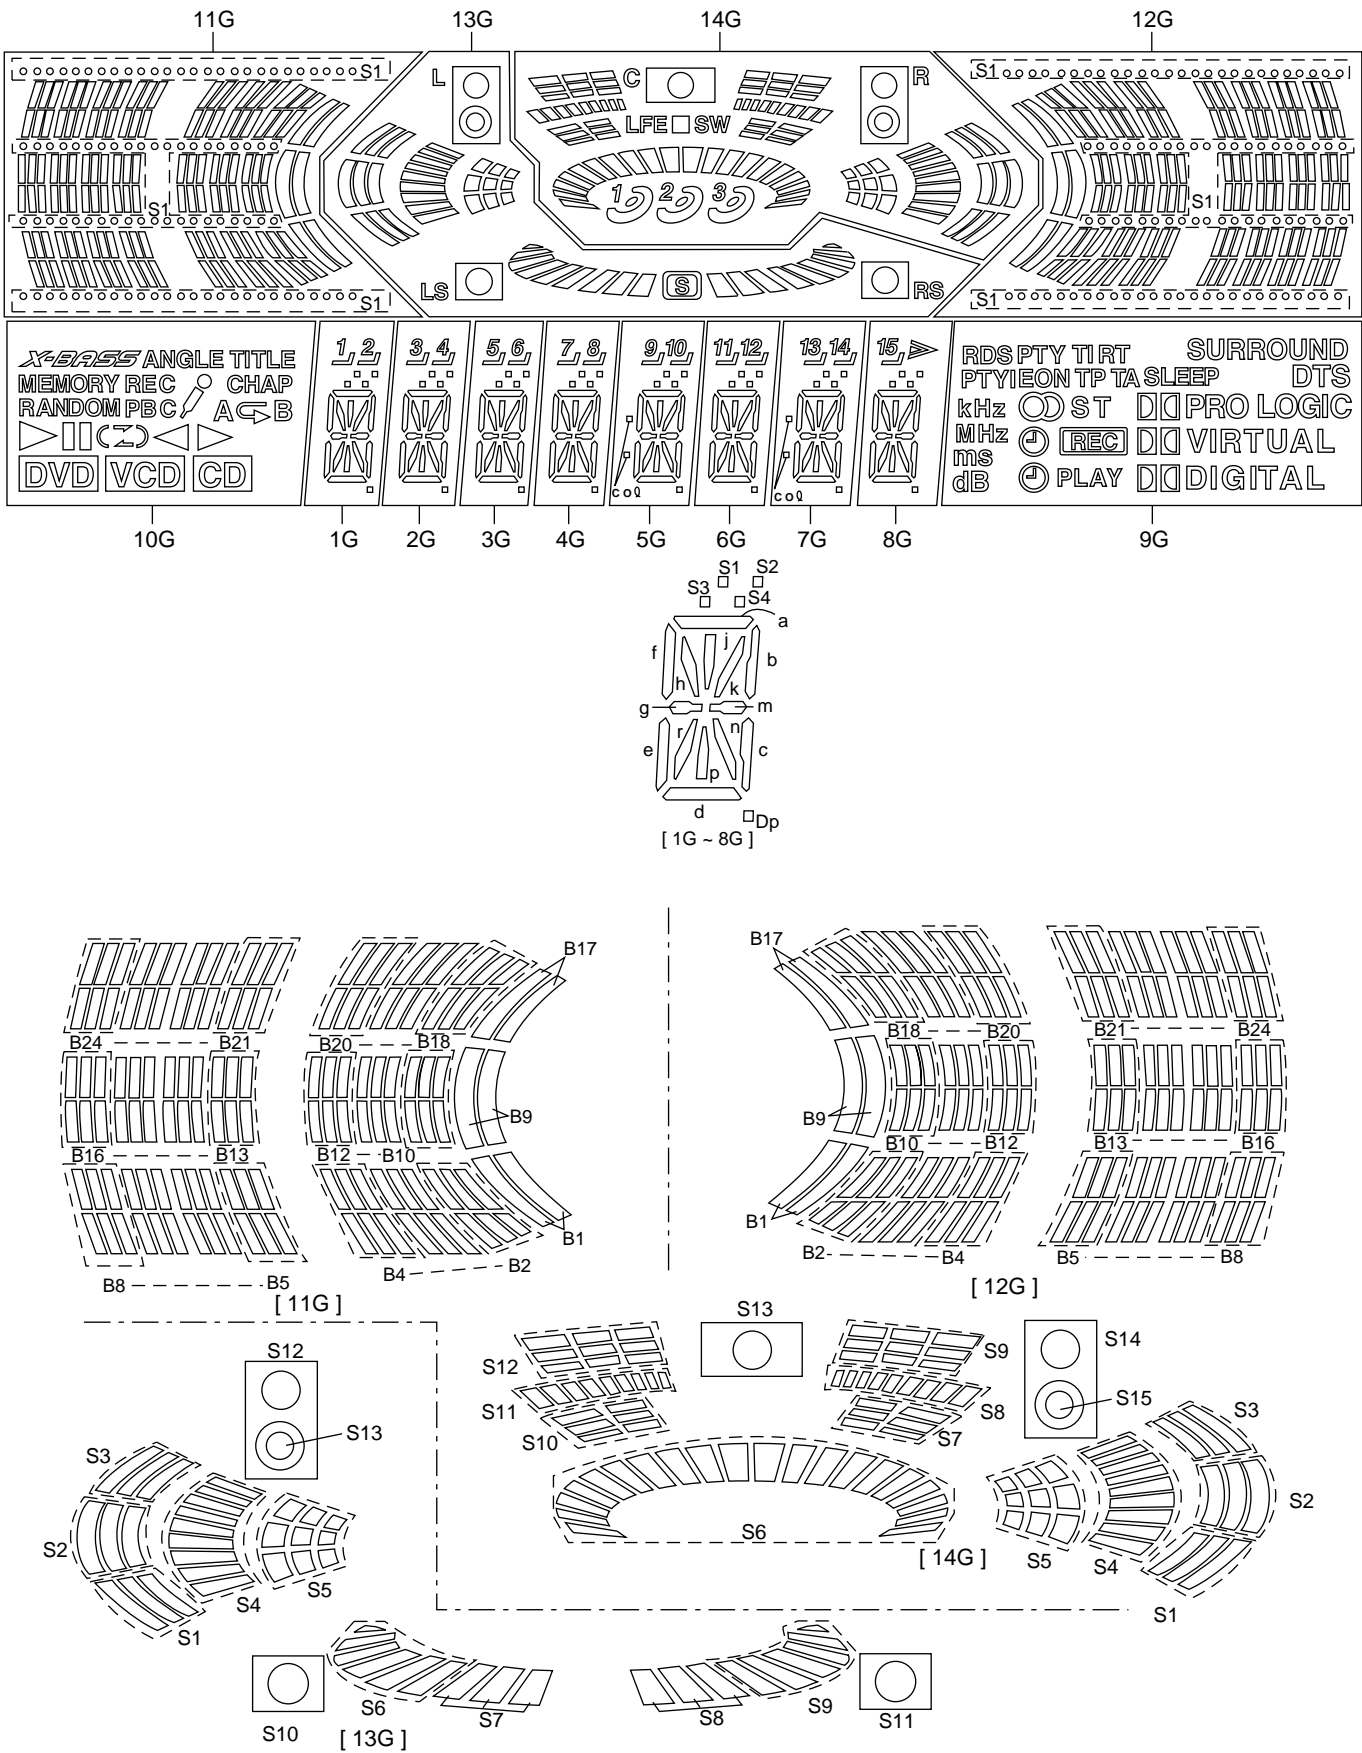 11G 13G 14G 12G
S1 L C R S1
LFE SW
1 2 3
S1 S1
S1 LS S RS S1
X-BASS ANGLE TITLE
MEMORY REC CHAP
RANDOM PBC A B
DVD VCD CD
1 2 3 4 5 6 7 8 9 10 11 12 13 14 15
col col
RDS PTY TI RT SURROUND
PTYI EON TP TA SLEEP DTS
kHz ST PRO LOGIC
MHz REC VIRTUAL
ms
dB PLAY DIGITAL
10G 1G 2G 3G 4G 5G 6G 7G 8G 9G
S1 S2
S3 S4
a
f j b
h k
g m
r n
e c
p
d Dp
[ 1G ~ 8G ]
B17 B17
B24 B21 B20 B18 B18 B20 B21 B24
B9 B9
B16 B13 B12 B10 B10 B12 B13 B16
B1 B1
B8 B5 B4 B2 B2 B4 B5 B8
[ 11G ] [ 12G ]
S12 S13 S14
S12 S9
S13 S11 S8 S15
S10 S7
S3 S3
S2 S6 S2
[ 14G ]
S5 S5
S4 S4
S1 S1
S6 S7 S8 S9
S10 S11
[ 13G ]